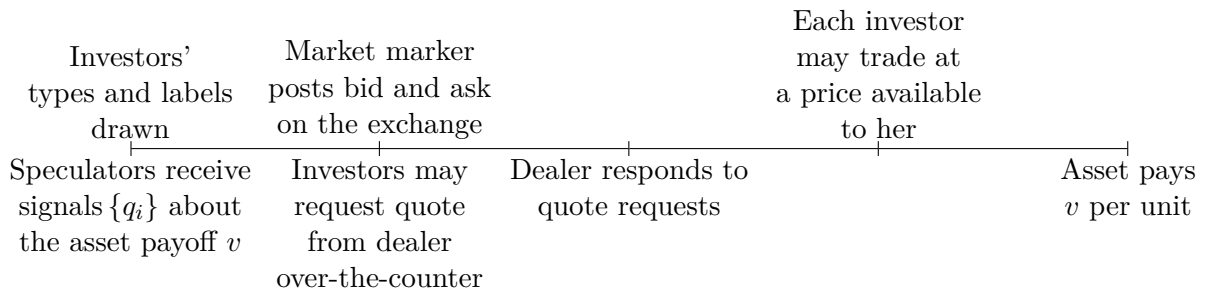 Investors'
types and labels
drawn
Speculators receive
signals {q_i} about
the asset payoff v
Market marker
posts bid and ask
on the exchange
Investors may
request quote
from dealer
over-the-counter
Dealer responds to
quote requests
Each investor
may trade at
a price available
to her
Asset pays
v per unit